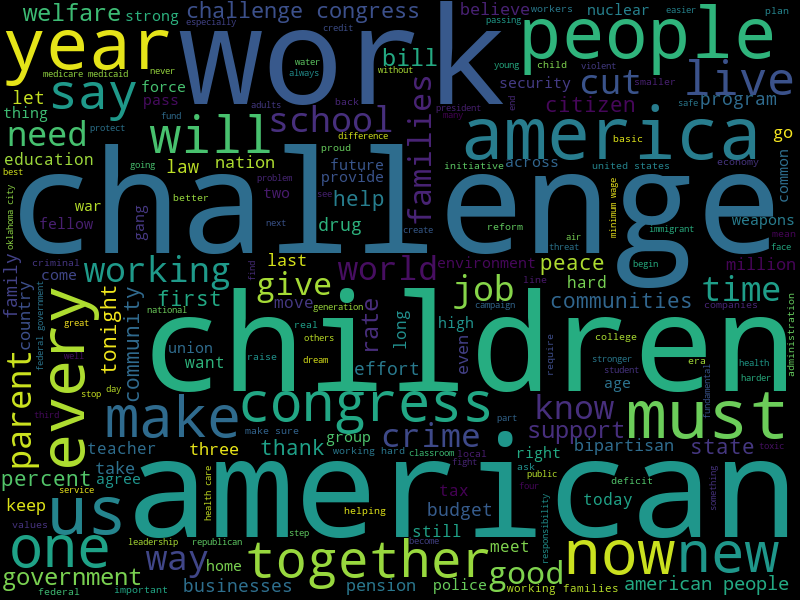 welfare strong challenge congress believe workers easier plan
especially credit passing nuclear
year work people
bill
medicare medicaid never always water without young child violent smaller
say force security cut live
let pass citizen program
thing fund adults back president many and safe
need protect will school families america go
difference basic
proud
education going law nation future initiative across united states economy common
best problem two provide see
challenge
oklahoma city war better help minimum wage weapons
fellow gang drug next create reform air immigrant mean
threat face
criminal last world environment peace begin million
family come working find line hard
country federal government community first give job communities time
tonight national move generation campaign companies administration
great real rate long high
every children
others
well union want raise dream even require college stronger era health
student harder
parent stop day effort age fundamental
make congress know must
third make sure part
teacher three thank group crime support bipartisan state
working hard classroom local right toxic
percent take agree fight ask public
american
health care tax four deficit something
keep service us helping budget today
values leadership republican still responsibility
one step become now new
way home together meet
government good
businesses pension police working families american people
federal important